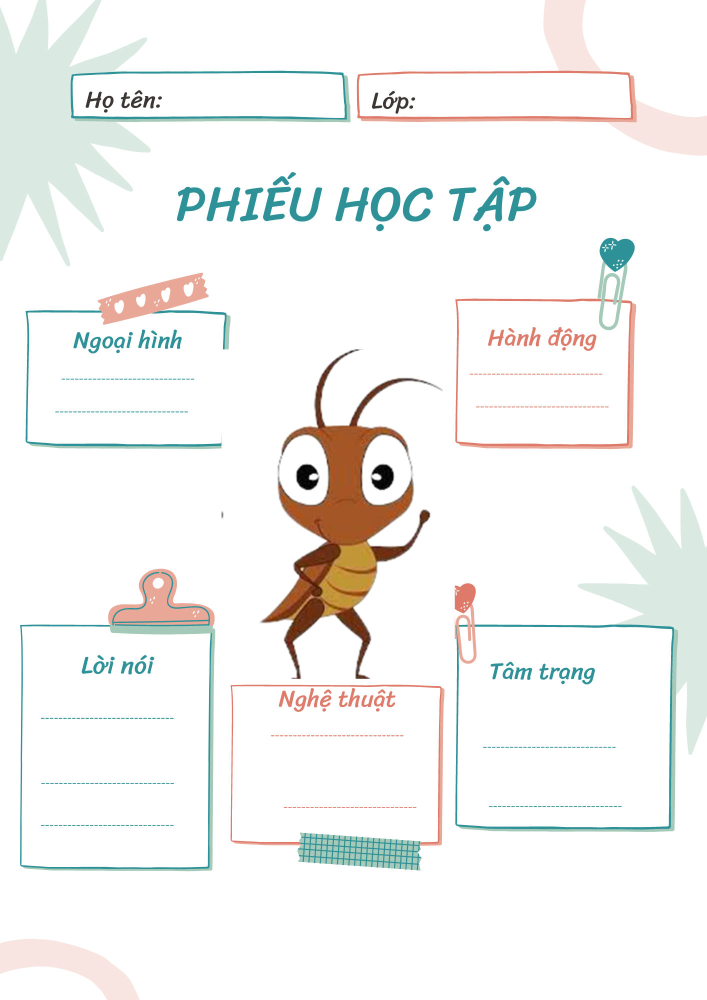 Họ tên:
Lớp:
PHIẾU HỌC TẬP
Ngoại hình
Hành động
Lời nói
Nghệ thuật
Tâm trạng